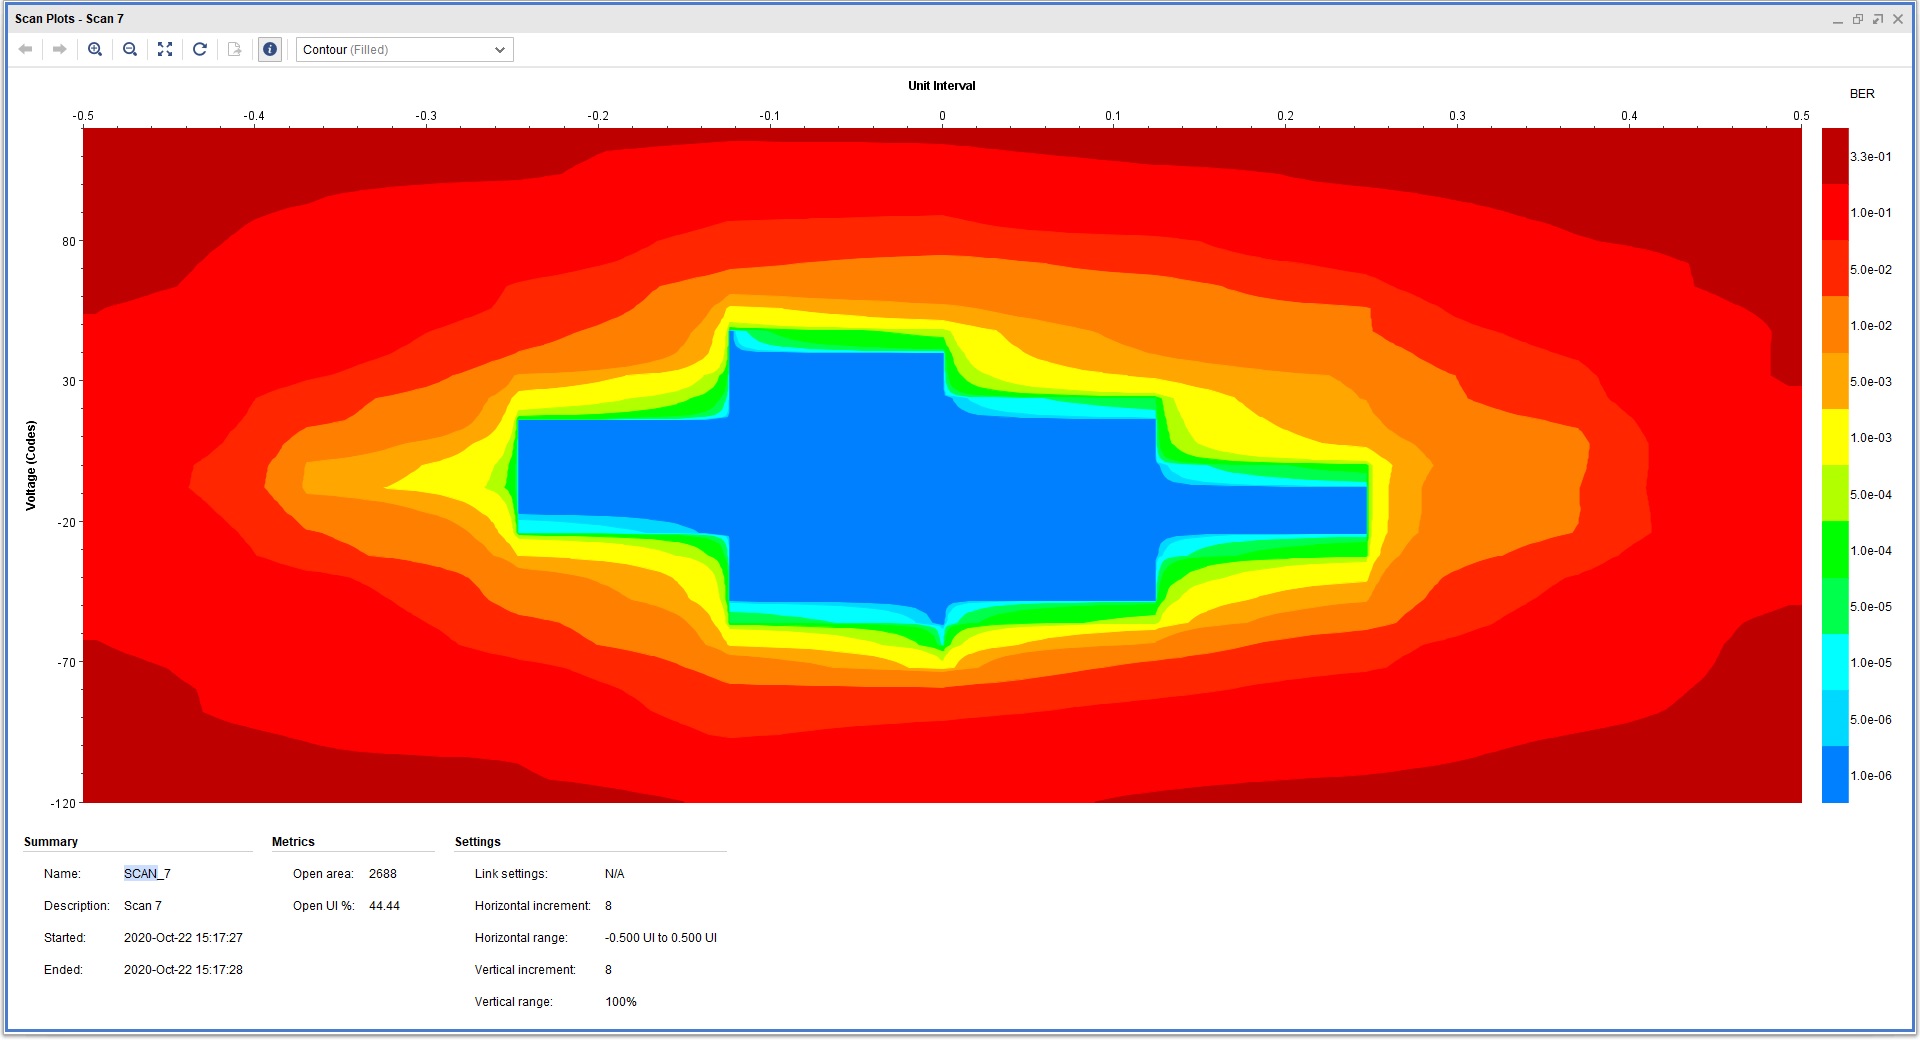 Scan Plots - Scan 7
Contour (Filled)
Unit Interval
-0.5 -0.4 -0.3 -0.2 -0.1 0 0.1 0.2 0.3 0.4 0.5
BER
Voltage (Codes)
80
30
-20
-70
-120
3.3e-01
1.0e-01
5.0e-02
1.0e-02
5.0e-03
1.0e-03
5.0e-04
1.0e-04
5.0e-05
1.0e-05
5.0e-06
1.0e-06
Summary
Name: SCAN_7
Description: Scan 7
Started: 2020-Oct-22 15:17:27
Ended: 2020-Oct-22 15:17:28
Metrics
Open area: 2688
Open UI %: 44.44
Settings
Link settings: N/A
Horizontal increment: 8
Horizontal range: -0.500 UI to 0.500 UI
Vertical increment: 8
Vertical range: 100%